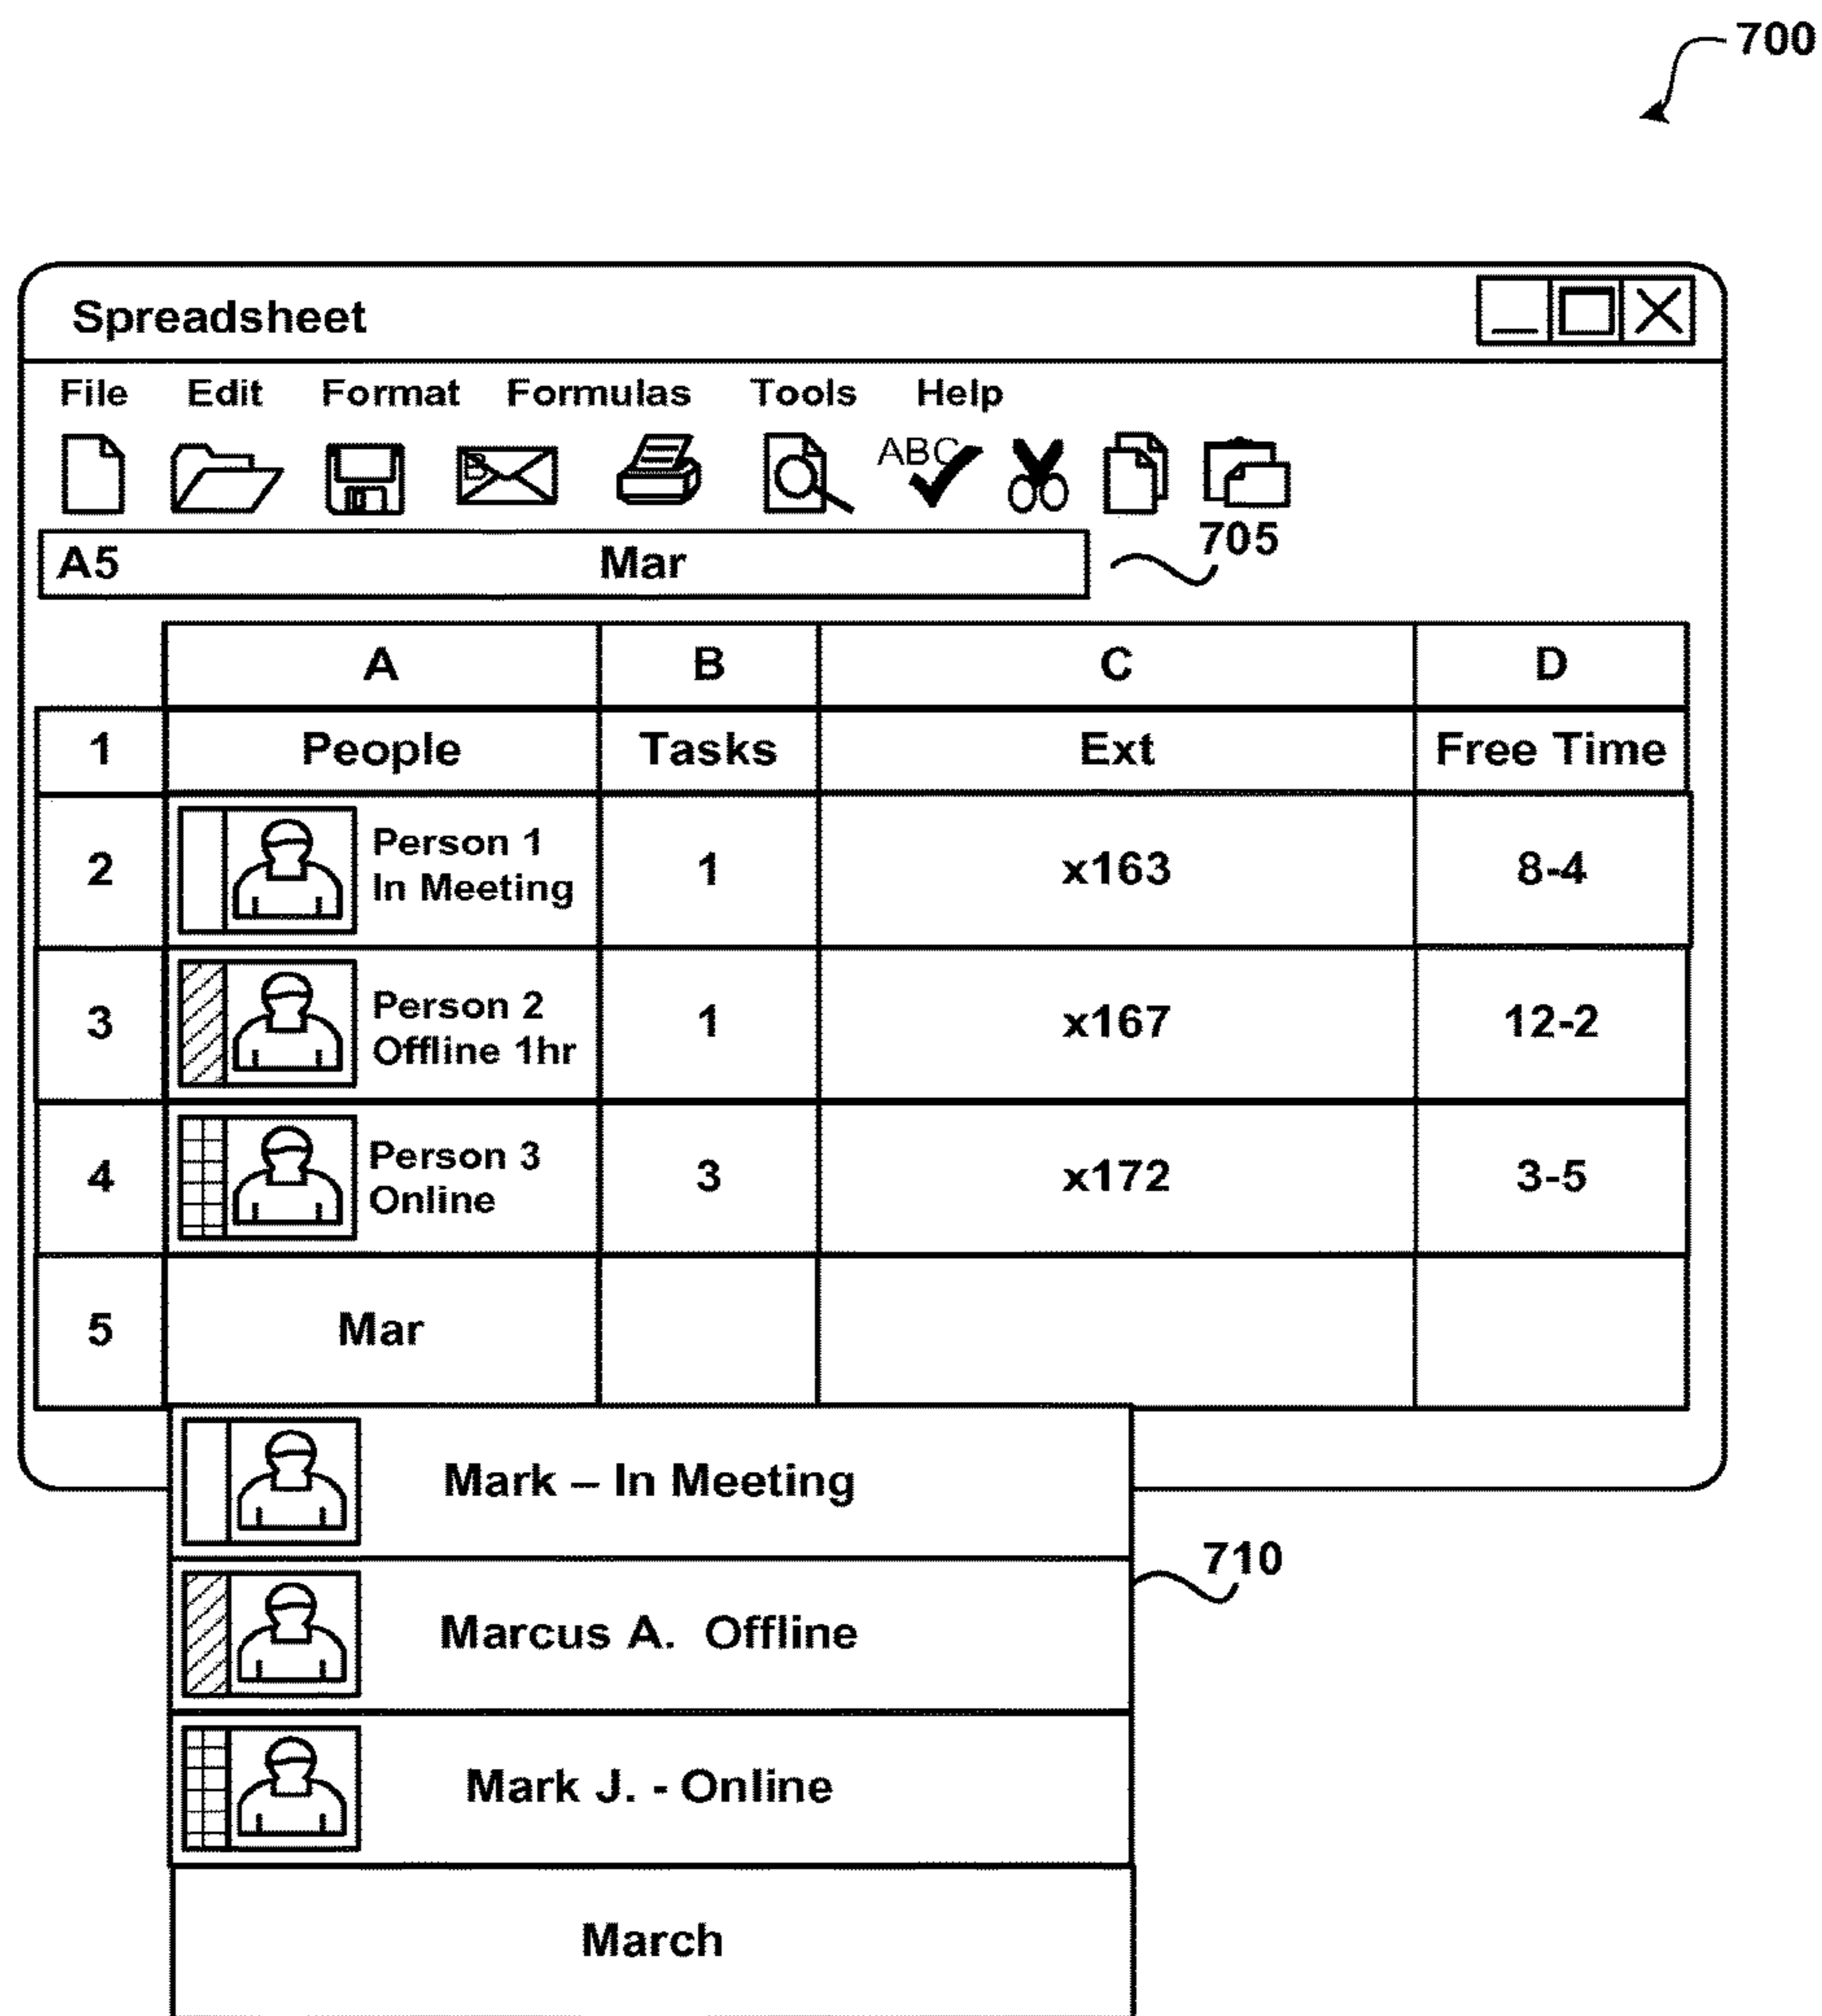 700
Spreadsheet
File Edit Format Formulas Tools Help
B
ABC
A5 Mar
705
A B C D
1 People Tasks Ext Free Time
2 Person 1 In Meeting 1 x163 8-4
3 Person 2 Offline 1hr 1 x167 12-2
4 Person 3 Online 3 x172 3-5
5 Mar
Mark – In Meeting
710
Marcus A. Offline
Mark J. - Online
March